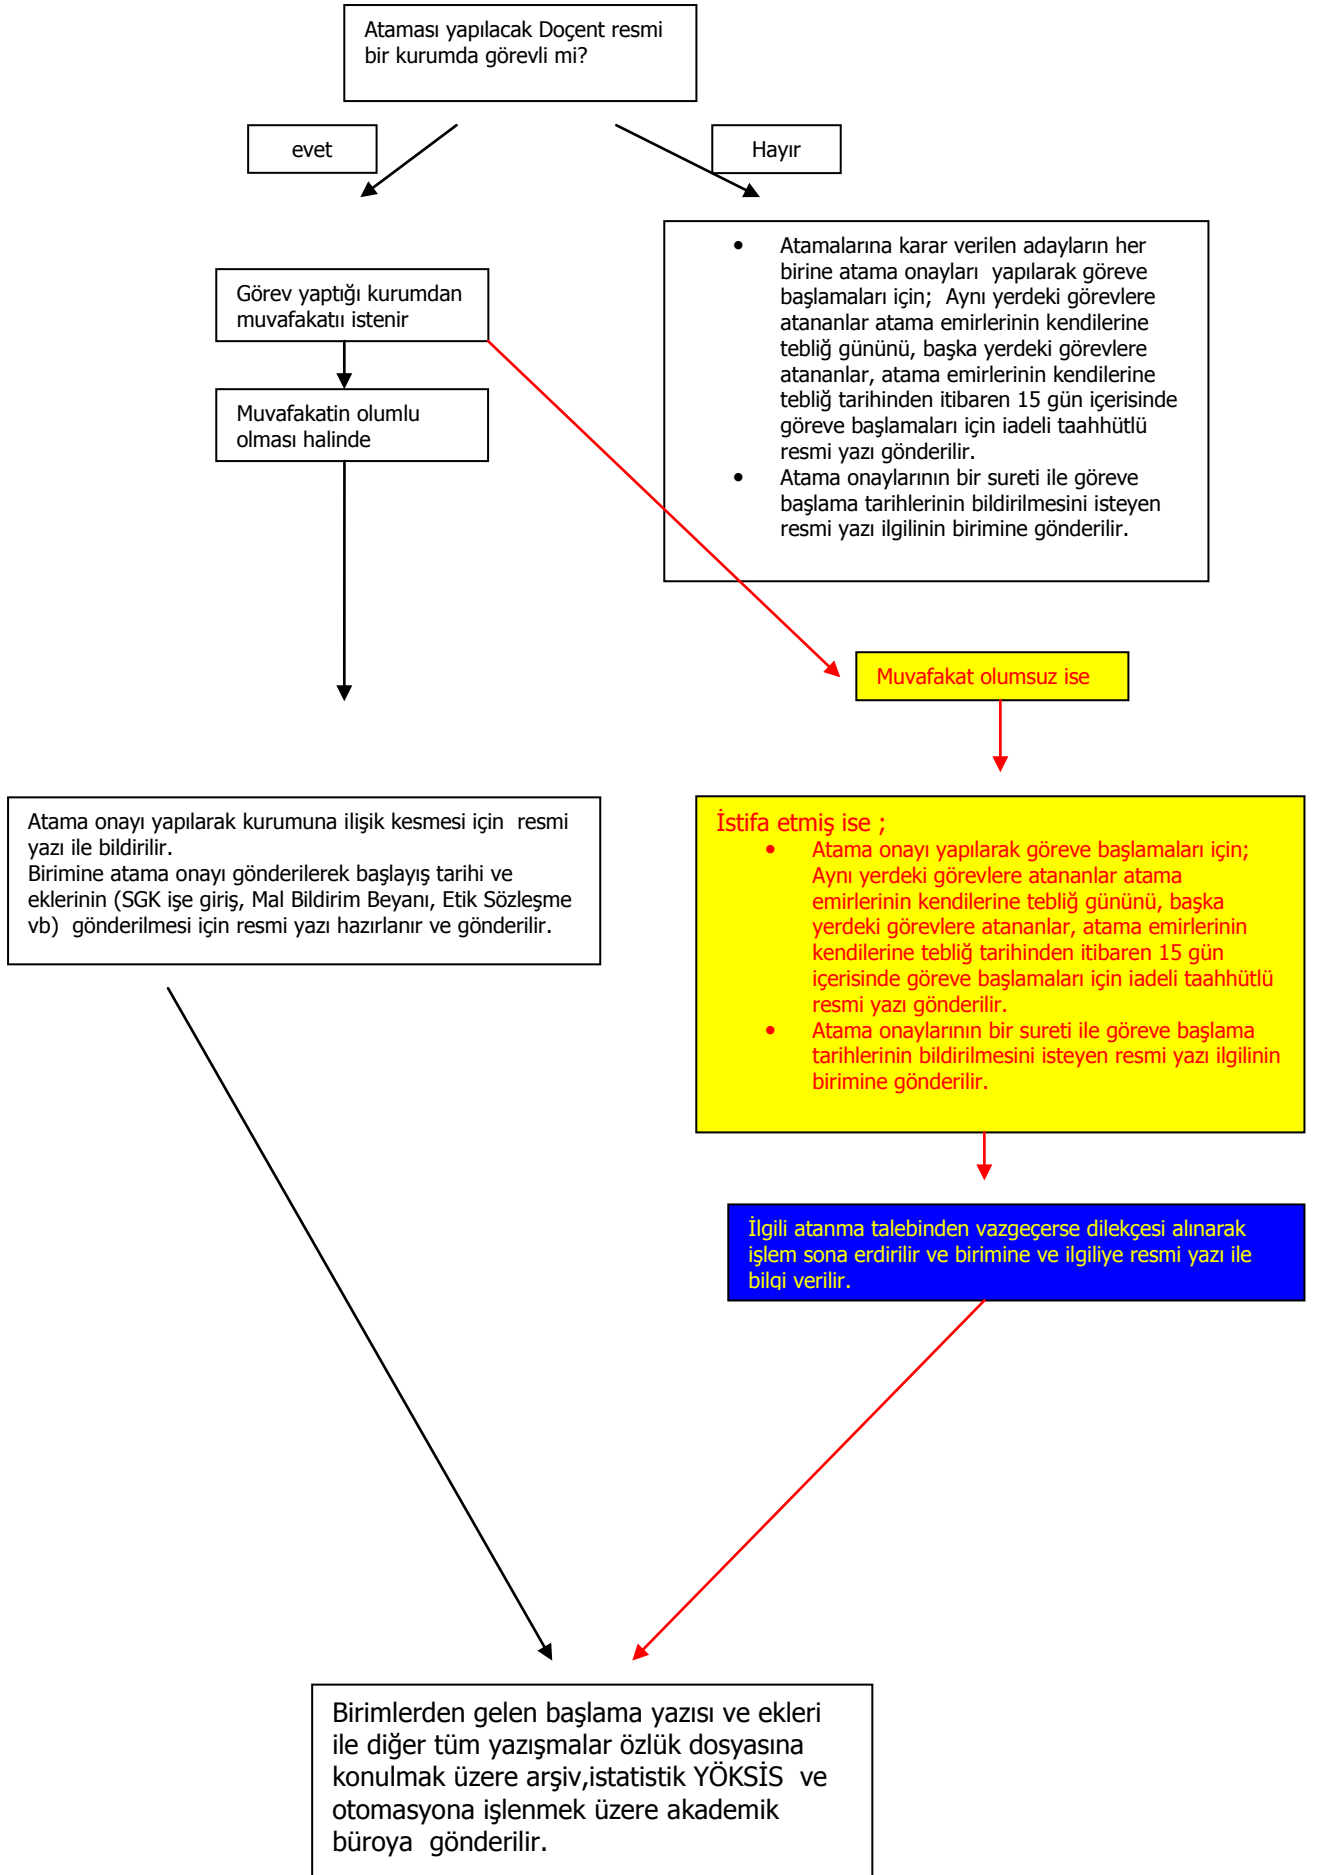 Ataması yapılacak Doçent resmi
bir kurumda görevli mi?
evet
Hayır
• Atamalarına karar verilen adayların her
birine atama onayları yapılarak göreve
başlamaları için; Aynı yerdeki görevlere
atananlar atama emirlerinin kendilerine
tebliğ gününü, başka yerdeki görevlere
atananlar, atama emirlerinin kendilerine
tebliğ tarihinden itibaren 15 gün içerisinde
göreve başlamaları için iadeli taahhütlü
resmi yazı gönderilir.
• Atama onaylarının bir sureti ile göreve
başlama tarihlerinin bildirilmesini isteyen
resmi yazı ilgilinin birimine gönderilir.
Görev yaptığı kurumdan
muvafakatıı istenir
Muvafakatin olumlu
olması halinde
Muvafakat olumsuz ise
Atama onayı yapılarak kurumuna ilişik kesmesi için resmi
yazı ile bildirilir.
Birimine atama onayı gönderilerek başlayış tarihi ve
eklerinin (SGK işe giriş, Mal Bildirim Beyanı, Etik Sözleşme
vb) gönderilmesi için resmi yazı hazırlanır ve gönderilir.
İstifa etmiş ise ;
• Atama onayı yapılarak göreve başlamaları için;
Aynı yerdeki görevlere atananlar atama
emirlerinin kendilerine tebliğ gününü, başka
yerdeki görevlere atananlar, atama emirlerinin
kendilerine tebliğ tarihinden itibaren 15 gün
içerisinde göreve başlamaları için iadeli taahhütlü
resmi yazı gönderilir.
• Atama onaylarının bir sureti ile göreve başlama
tarihlerinin bildirilmesini isteyen resmi yazı ilgilinin
birimine gönderilir.
İlgili atanma talebinden vazgeçerse dilekçesi alınarak
işlem sona erdirilir ve birimine ve ilgiliye resmi yazı ile
bilgi verilir.
Birimlerden gelen başlama yazısı ve ekleri
ile diğer tüm yazışmalar özlük dosyasına
konulmak üzere arşiv,istatistik YÖKSİS ve
otomasyona işlenmek üzere akademik
büroya gönderilir.